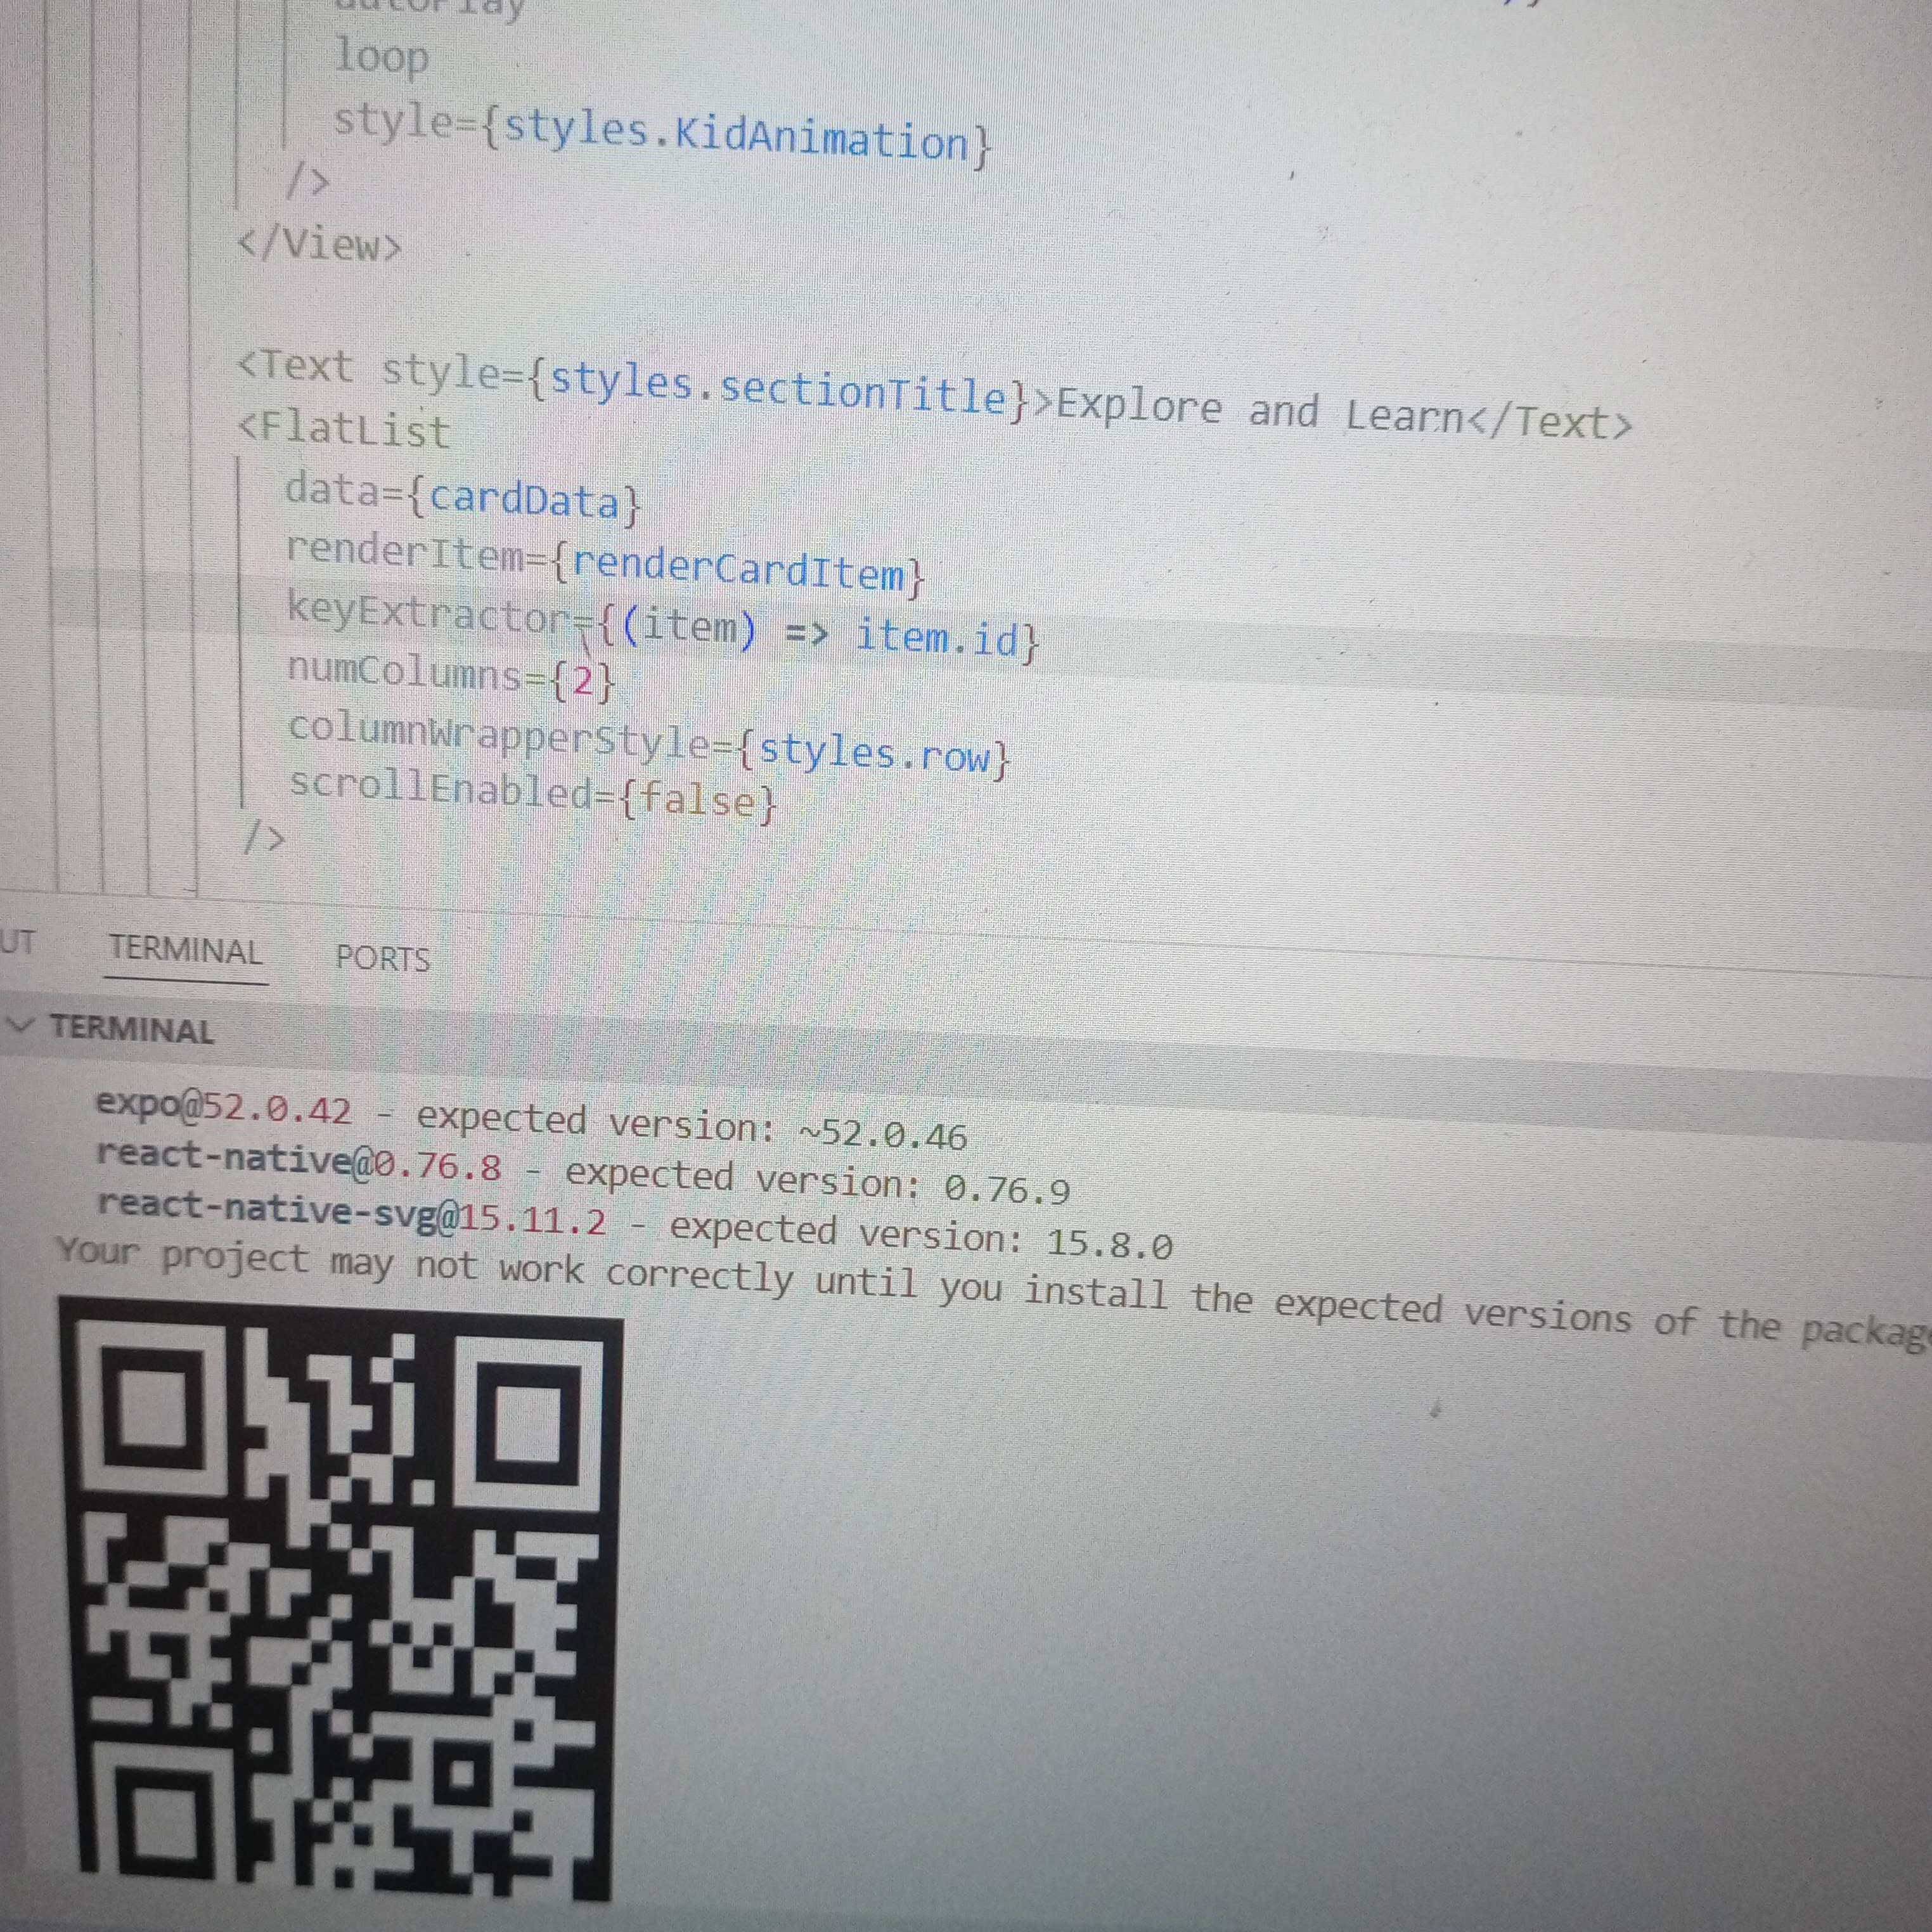 autoPlay
loop
style={styles.KidAnimation}
/>
</View>
<Text style={styles.sectionTitle}>Explore and Learn</Text>
<FlatList
data={cardData}
renderItem={renderCardItem}
keyExtractor={(item) => item.id}
numColumns={2}
columnWrapperStyle={styles.row}
scrollEnabled={false}
/>
UT TERMINAL PORTS
TERMINAL
expo@52.0.42 - expected version: ~52.0.46
react-native@0.76.8 - expected version: 0.76.9
react-native-svg@15.11.2 - expected version: 15.8.0
Your project may not work correctly until you install the expected versions of the package